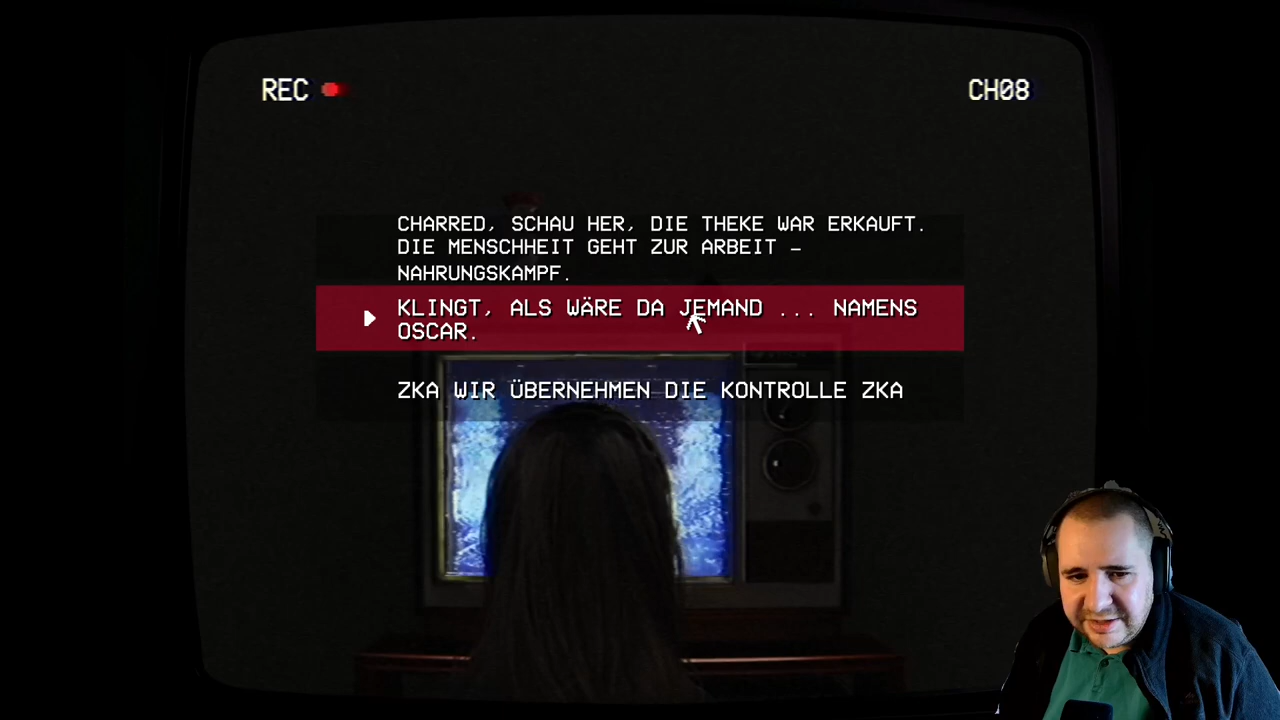 REC
CH08
CHARRED, SCHAU HER, DIE THEKE WAR ERKAUFT.
DIE MENSCHHEIT GEHT ZUR ARBEIT –
NAHRUNGSKAMPF.
KLINGT, ALS WÄRE DA JEMAND ... NAMENS
OSCAR.
ZKA WIR ÜBERNEHMEN DIE KONTROLLE ZKA